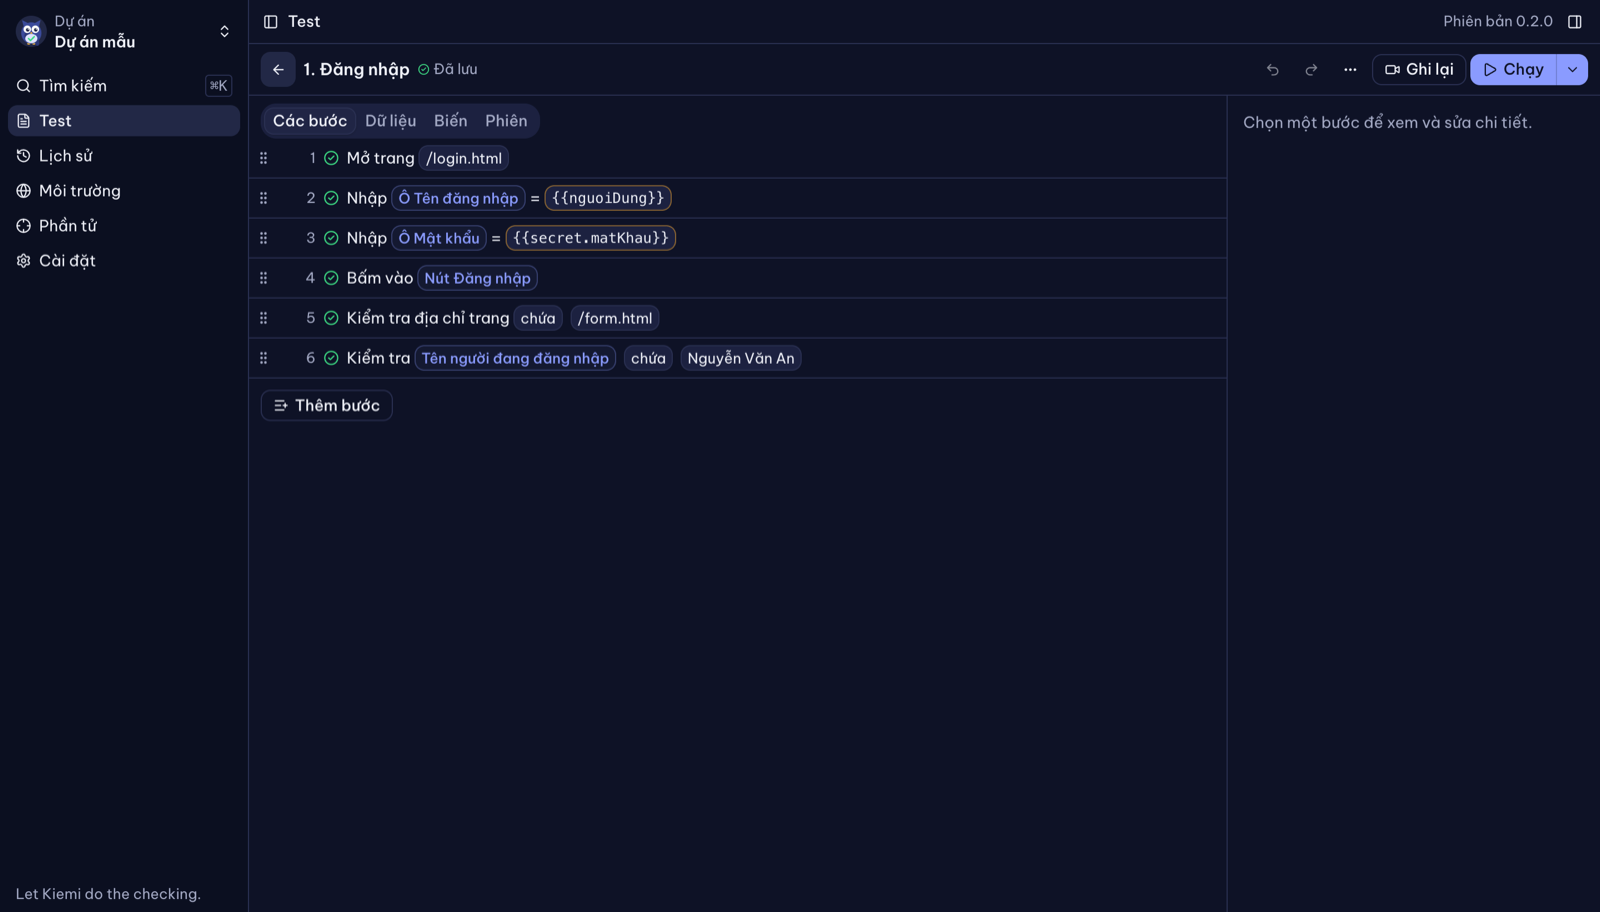 Dự án
Dự án mẫu
Tìm kiếm ⌘K
Test
Lịch sử
Môi trường
Phần tử
Cài đặt
Let Kiemi do the checking.
Test
Phiên bản 0.2.0
1. Đăng nhập Đã lưu
Ghi lại
Chạy
Các bước Dữ liệu Biến Phiên
1 Mở trang /login.html
2 Nhập Ô Tên đăng nhập = {{nguoiDung}}
3 Nhập Ô Mật khẩu = {{secret.matKhau}}
4 Bấm vào Nút Đăng nhập
5 Kiểm tra địa chỉ trang chứa /form.html
6 Kiểm tra Tên người đang đăng nhập chứa Nguyễn Văn An
Thêm bước
Chọn một bước để xem và sửa chi tiết.